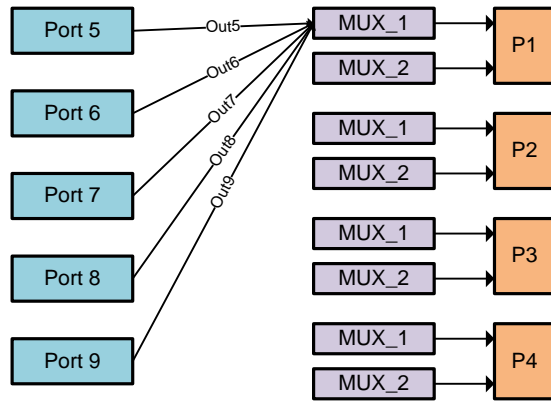 Port 5
Out5
MUX_1
P1
Out6
MUX_2
Port 6
Out7
MUX_1
P2
Out8
MUX_2
Port 7
Out9
MUX_1
P3
Port 8
MUX_2
MUX_1
Port 9
P4
MUX_2